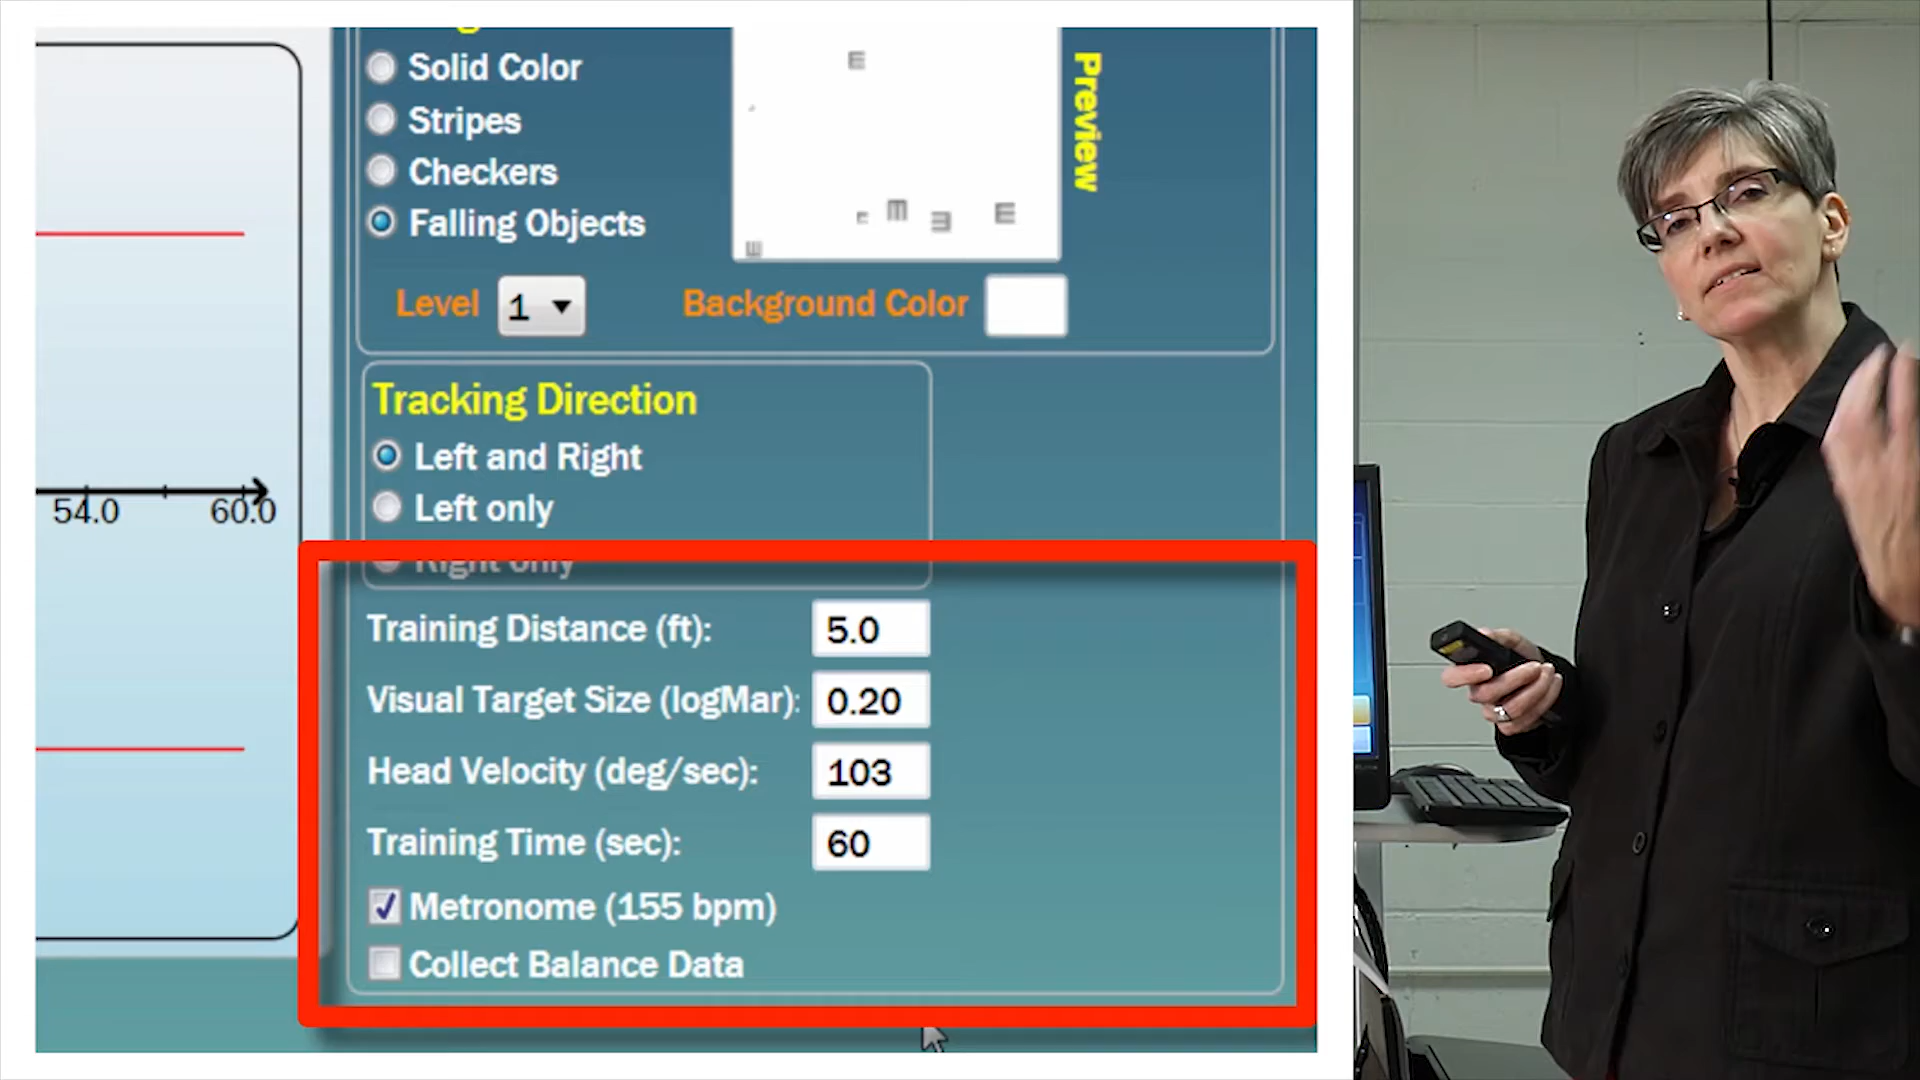 Solid Color
Stripes
Checkers
Falling Objects
Preview
Level 1
Background Color
Tracking Direction
Left and Right
Left only
Right only
54.0 60.0
Training Distance (ft): 5.0
Visual Target Size (logMar): 0.20
Head Velocity (deg/sec): 103
Training Time (sec): 60
Metronome (155 bpm)
Collect Balance Data